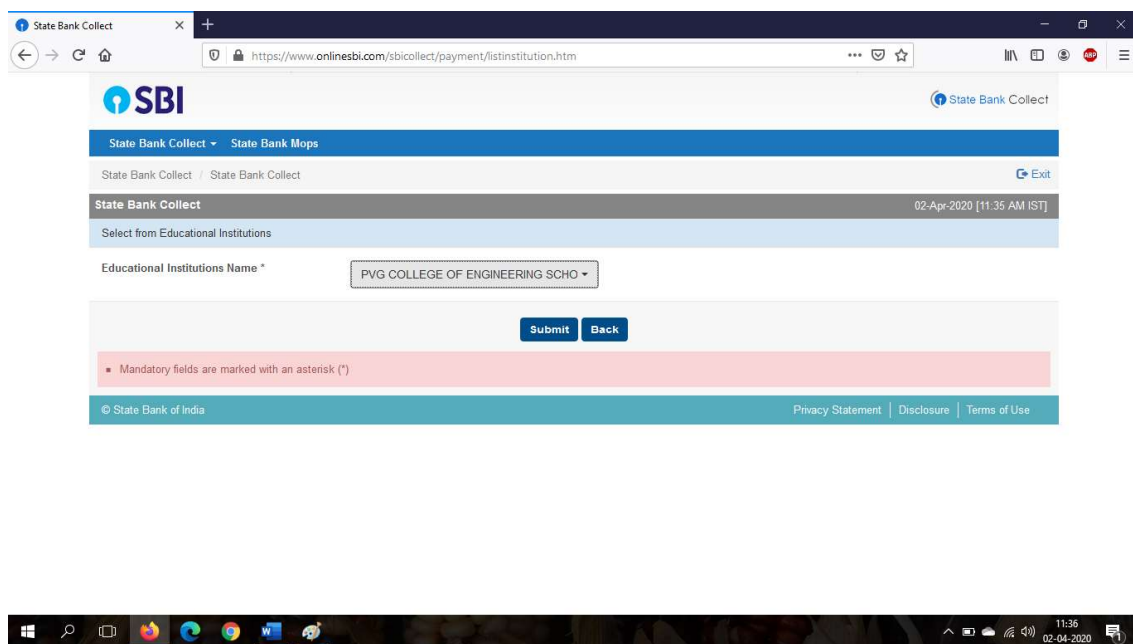 State Bank Collect
https://www.onlinesbi.com/sbicollect/payment/listinstitution.htm
ABP
SBI
State Bank Collect
State Bank Collect State Bank Mops
State Bank Collect / State Bank Collect
Exit
State Bank Collect
02-Apr-2020 [11:35 AM IST]
Select from Educational Institutions
Educational Institutions Name *
PVG COLLEGE OF ENGINEERING SCHO
Submit Back
Mandatory fields are marked with an asterisk (*)
© State Bank of India
Privacy Statement | Disclosure | Terms of Use
11:36
02-04-2020